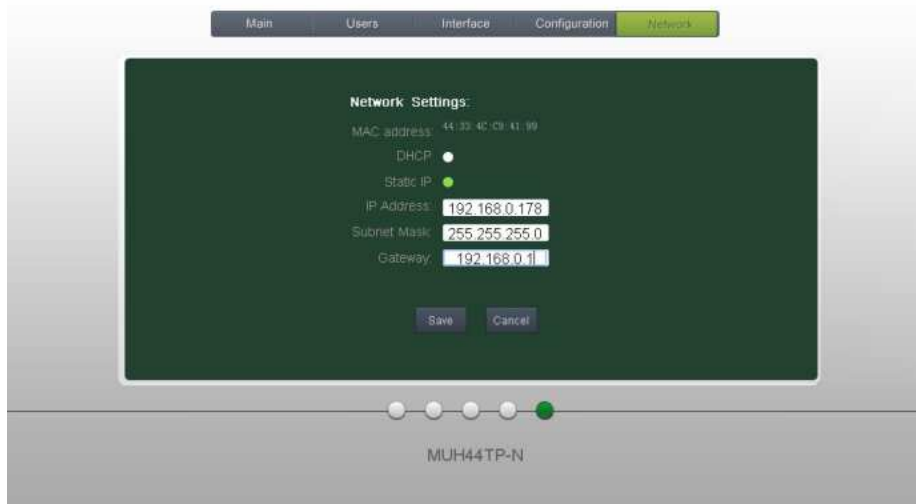 Main Users Interface Configuration Network
Network Settings:
MAC address: 44:33:4C:C9:41:99
DHCP
Static IP
IP Address: 192.168.0.178
Subnet Mask: 255.255.255.0
Gateway: 192.168.0.1
Save Cancel
MUH44TP-N